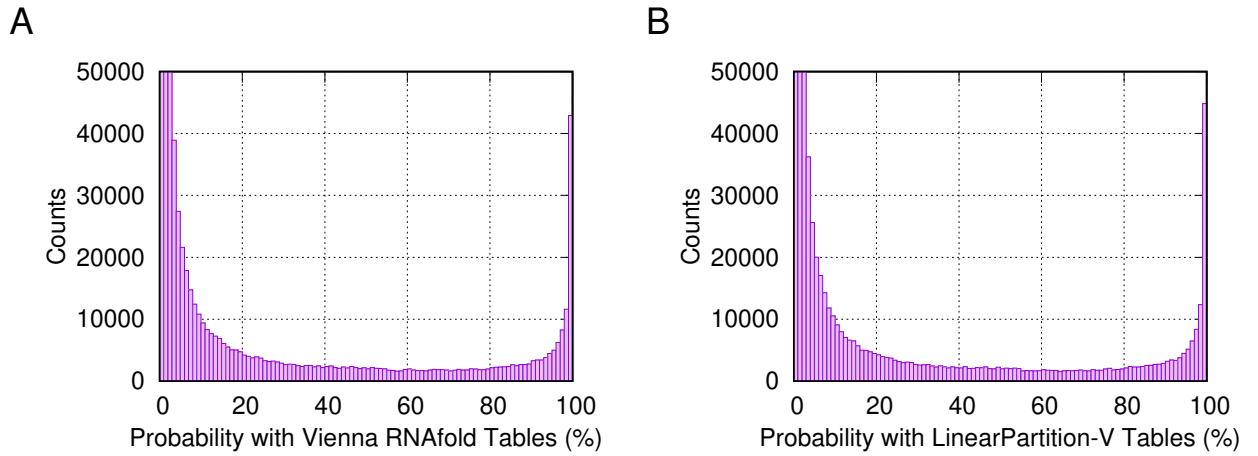 A
B
50000
40000
30000
20000
10000
0
Counts
0 20 40 60 80 100
Probability with Vienna RNAfold Tables (%)
50000
40000
30000
20000
10000
0
Counts
0 20 40 60 80 100
Probability with LinearPartition-V Tables (%)